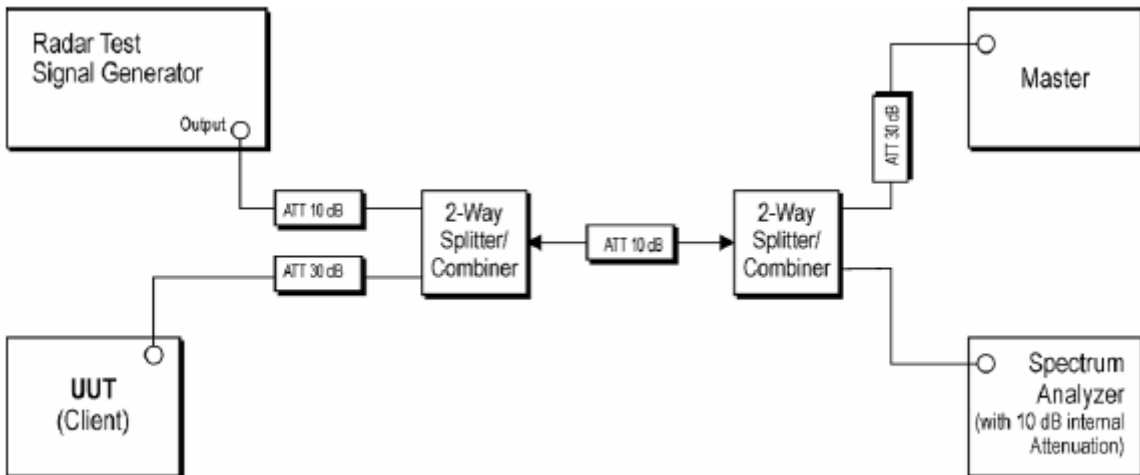 Radar Test
Signal Generator
Output
ATT 10 dB
2-Way
Splitter/
Combiner
ATT 30 dB
ATT 10 dB
2-Way
Splitter/
Combiner
ATT 30 dB
Master
UUT
(Client)
Spectrum
Analyzer
(with 10 dB internal
Attenuation)